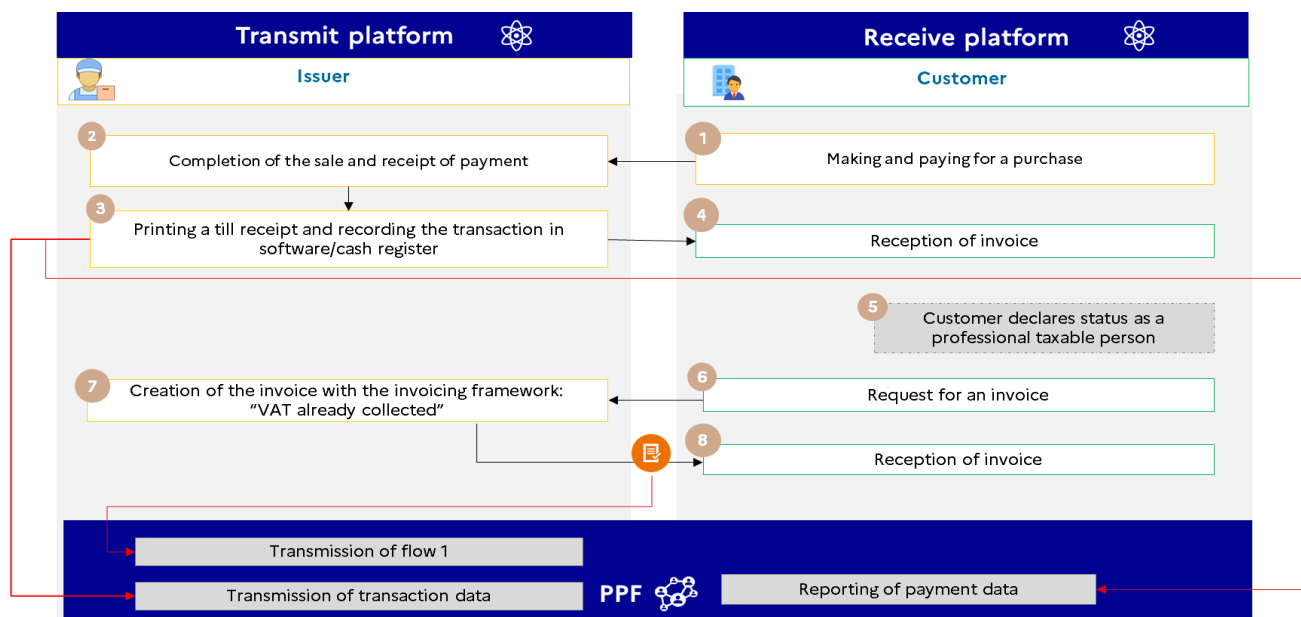 Transmit platform
Receive platform
Issuer
Customer
2
Completion of the sale and receipt of payment
1
Making and paying for a purchase
3
Printing a till receipt and recording the transaction in
software/cash register
4
Reception of invoice
5
Customer declares status as a
professional taxable person
7
Creation of the invoice with the invoicing framework:
“VAT already collected”
6
Request for an invoice
8
Reception of invoice
Transmission of flow 1
Transmission of transaction data
PPF
Reporting of payment data